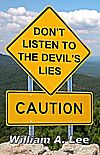 DON'T
LISTEN TO
THE DEVIL'S
LIES
CAUTION
William A. Lee